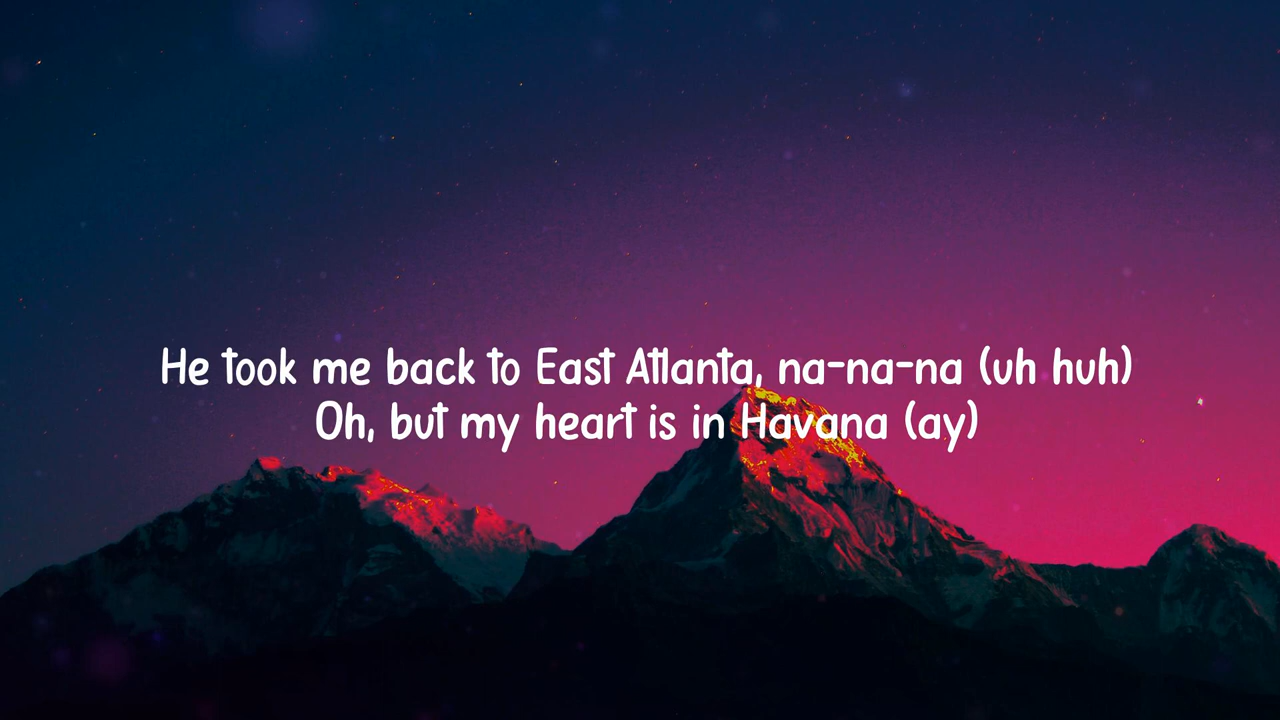 He took me back to East Atlanta, na-na-na (uh huh)
Oh, but my heart is in Havana (ay)